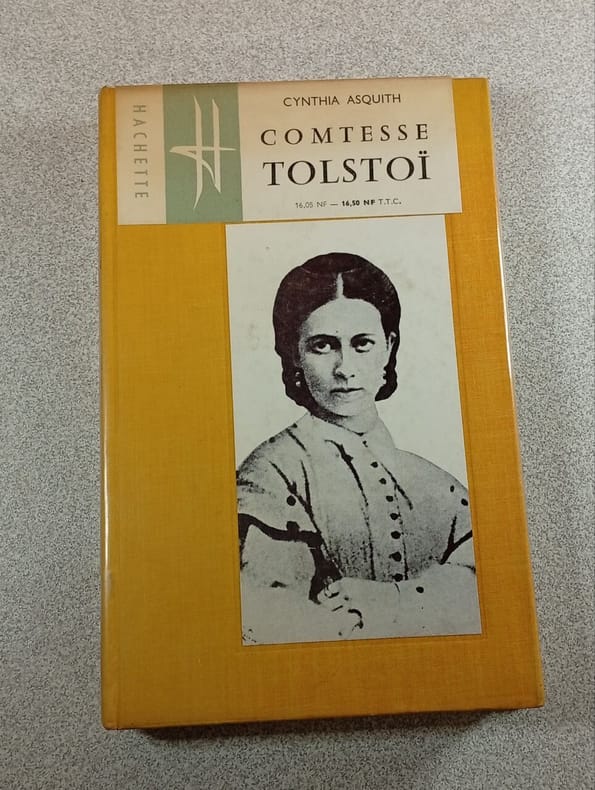 HACHETTE
H
CYNTHIA ASQUITH
COMTESSE
TOLSTOÏ
16,05 NF — 16,50 NF T.T.C.